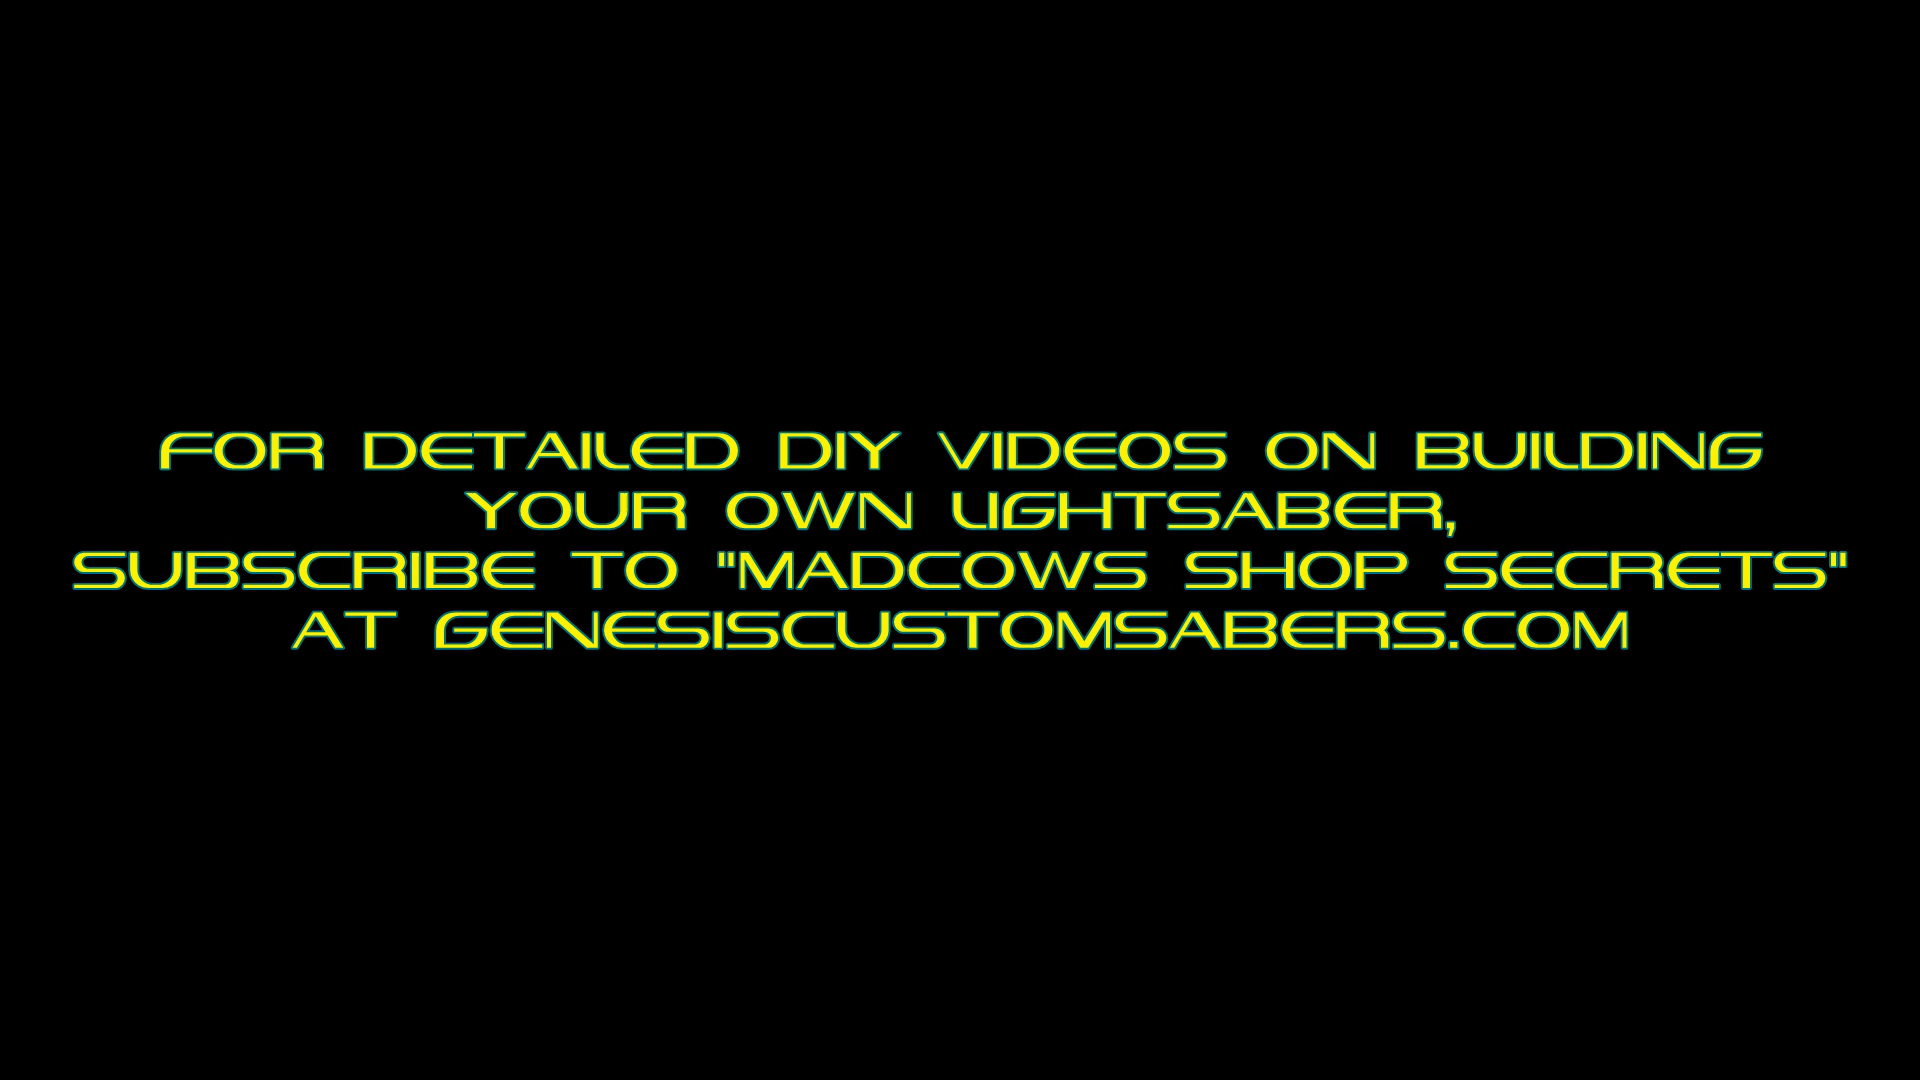 FOR DETAILED DIY VIDEOS ON BUILDING
YOUR OWN LIGHTSABER,
SUBSCRIBE TO "MADCOWS SHOP SECRETS"
AT GENESISCUSTOMSABERS.COM